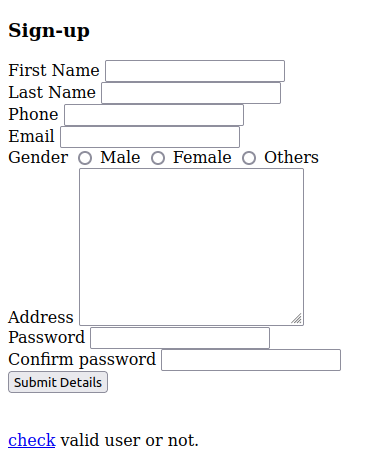 Sign-up
First Name
Last Name
Phone
Email
Gender Male Female Others
Address
Password
Confirm password
Submit Details
check valid user or not.